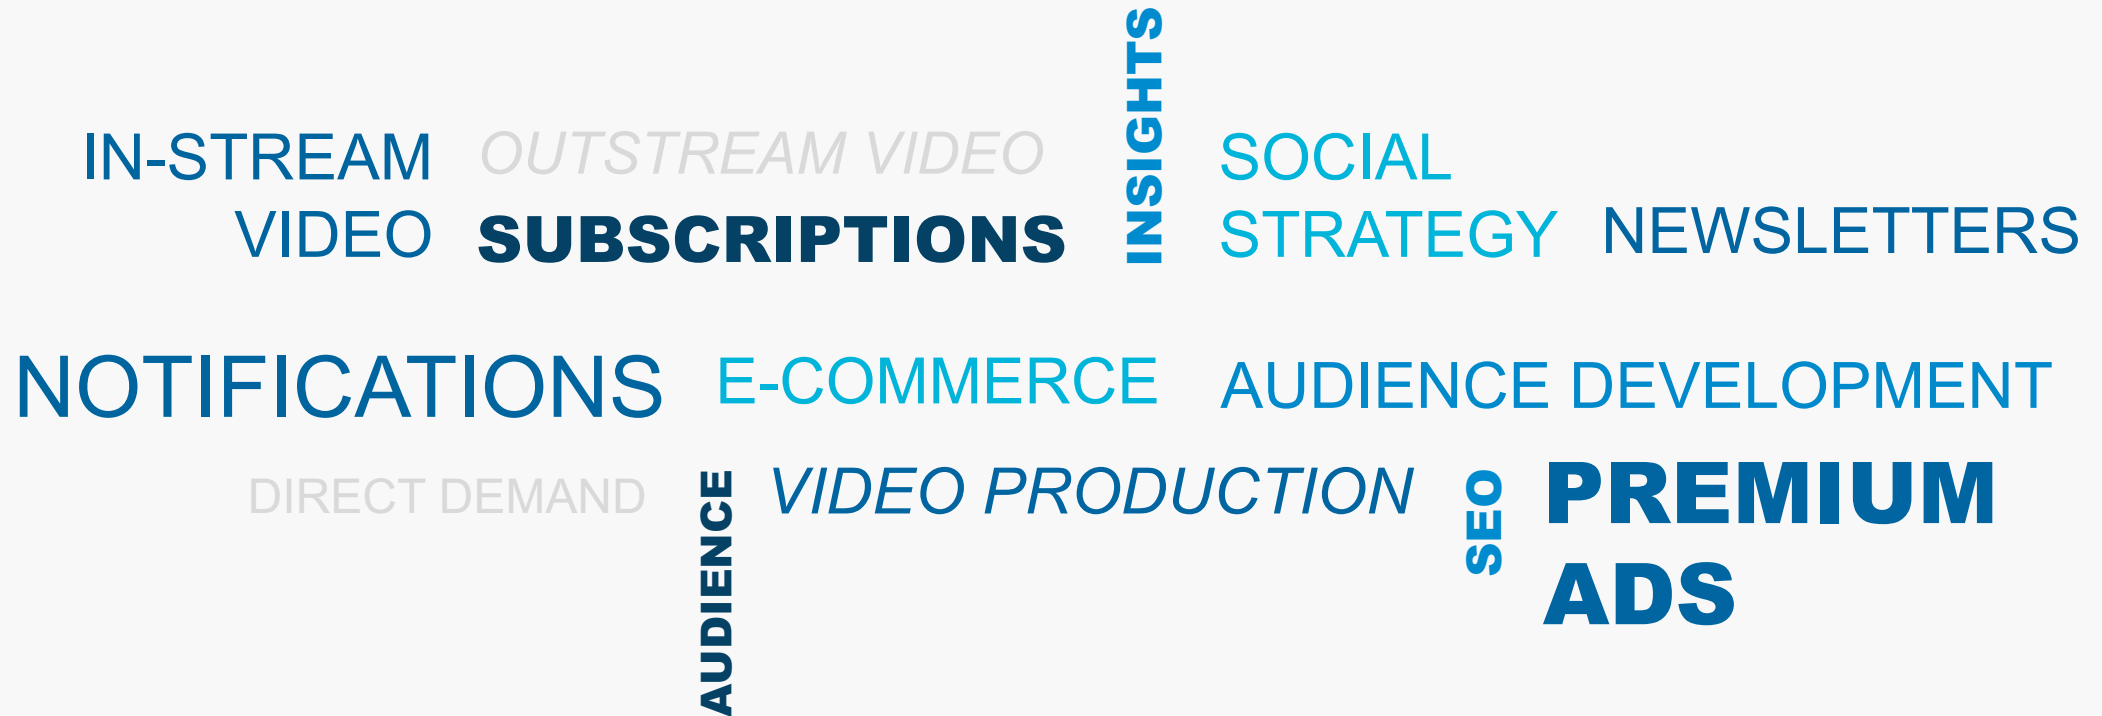 IN-STREAM
VIDEO
OUTSTREAM VIDEO
SUBSCRIPTIONS
INSIGHTS
SOCIAL
STRATEGY
NEWSLETTERS
NOTIFICATIONS
E-COMMERCE
AUDIENCE DEVELOPMENT
DIRECT DEMAND
AUDIENCE
VIDEO PRODUCTION
SEO
PREMIUM
ADS